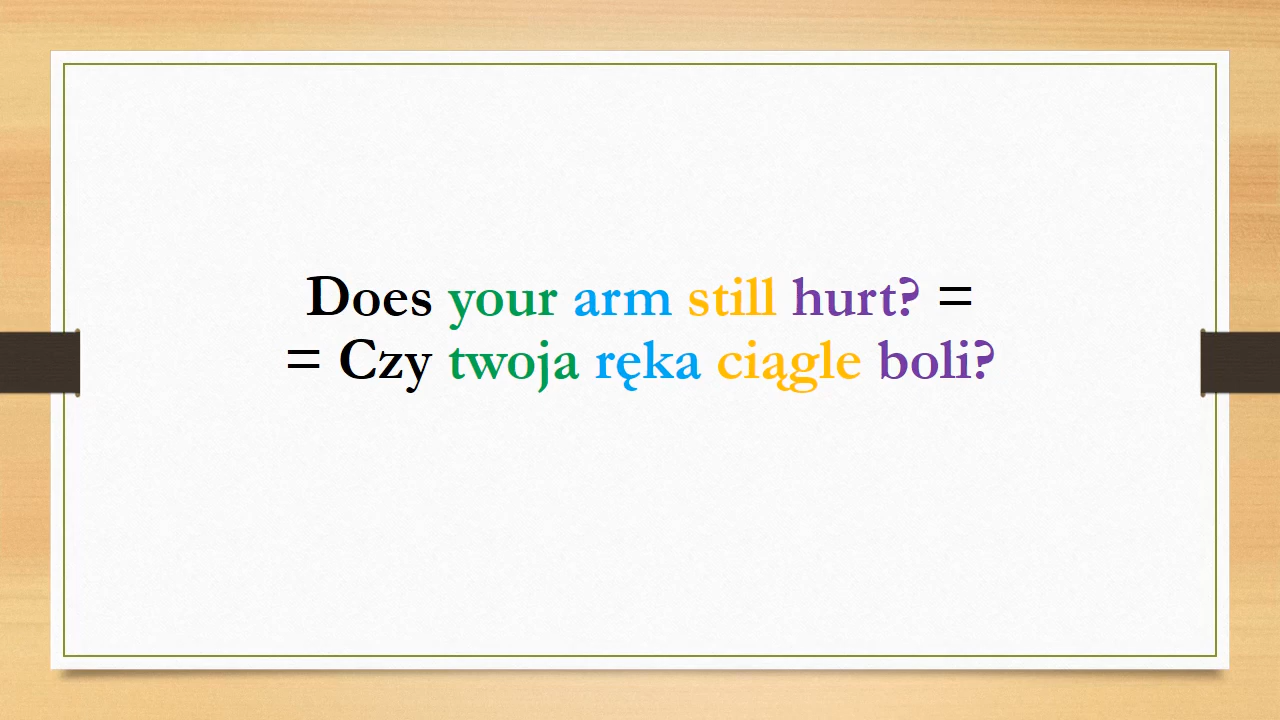 Does your arm still hurt? =
= Czy twoja ręka ciągle boli?